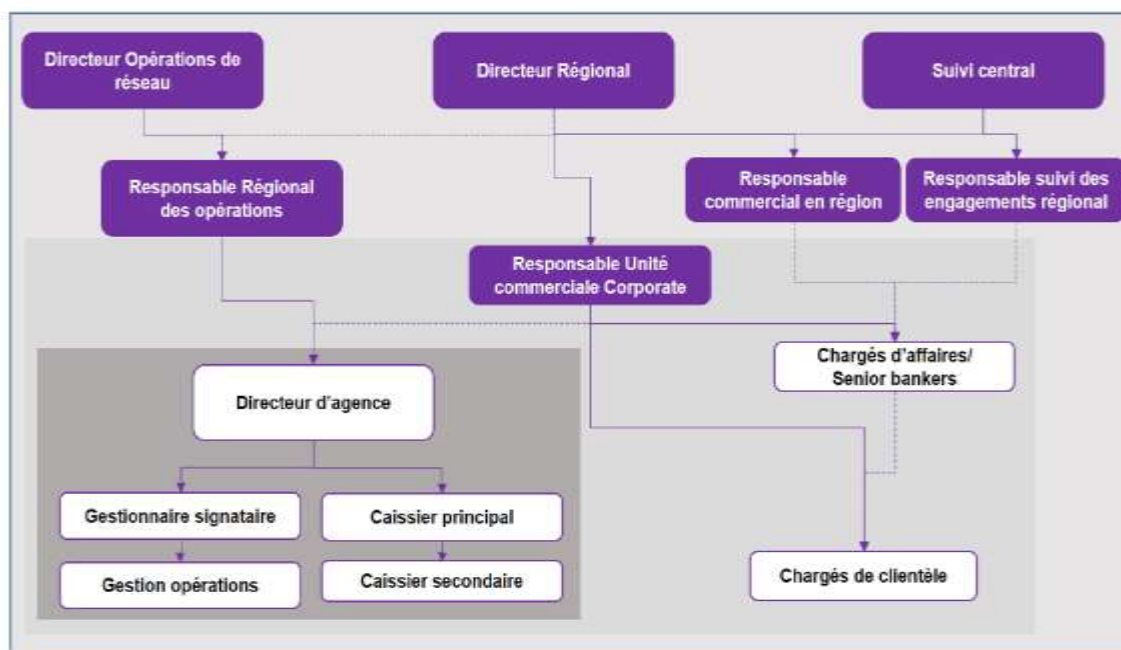 Directeur Opérations de
réseau
Directeur Régional
Suivi central
Responsable Régional
des opérations
Responsable
commercial en région
Responsable suivi des
engagements régional
Responsable Unité
commerciale Corporate
Chargés d'affaires/
Senior bankers
Directeur d'agence
Gestionnaire signataire
Caissier principal
Gestion opérations
Caissier secondaire
Chargés de clientèle